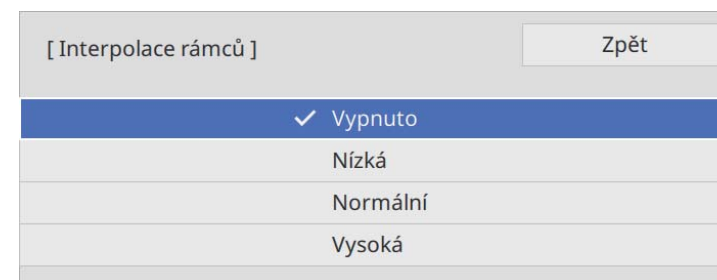 [ Interpolace rámců ]
Zpět
Vypnuto
Nízká
Normální
Vysoká